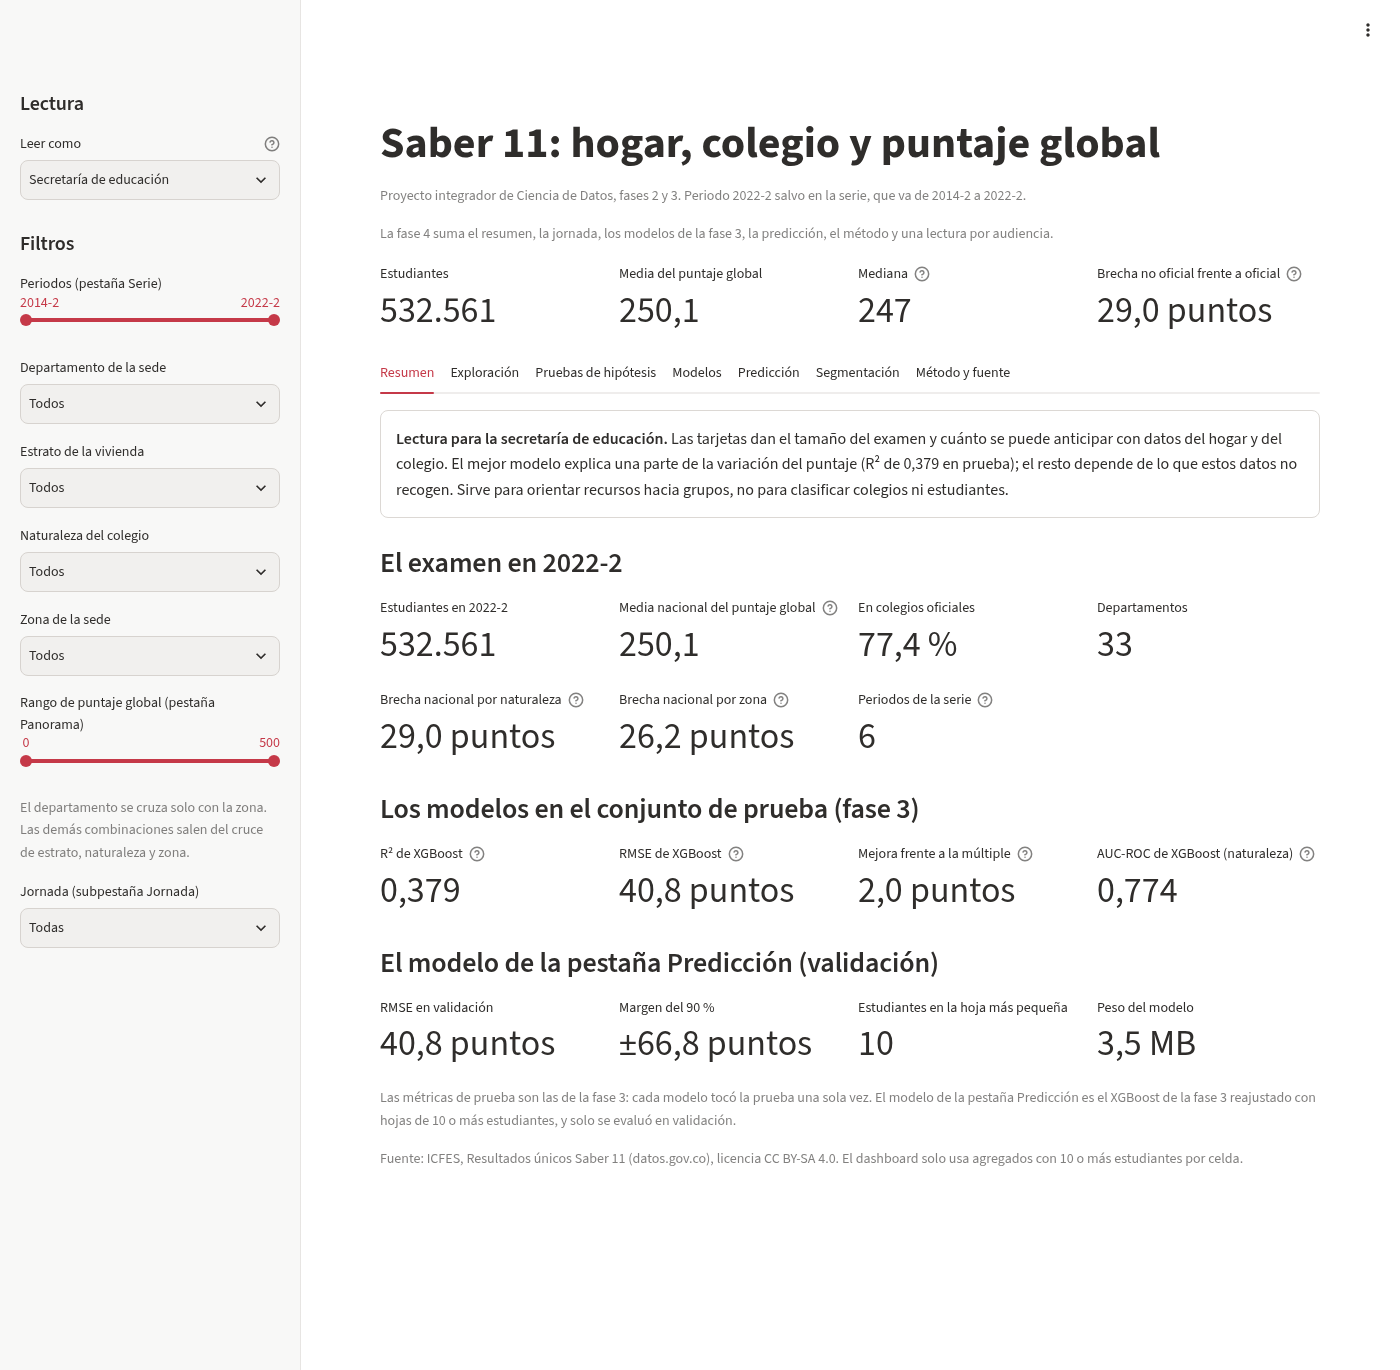 Lectura
Leer como
Secretaría de educación
Filtros
Periodos (pestaña Serie)
2014-2 2022-2
Departamento de la sede
Todos
Estrato de la vivienda
Todos
Naturaleza del colegio
Todos
Zona de la sede
Todos
Rango de puntaje global (pestaña
Panorama)
0 500
El departamento se cruza solo con la zona.
Las demás combinaciones salen del cruce
de estrato, naturaleza y zona.
Jornada (subpestaña Jornada)
Todas
Saber 11: hogar, colegio y puntaje global
Proyecto integrador de Ciencia de Datos, fases 2 y 3. Periodo 2022-2 salvo en la serie, que va de 2014-2 a 2022-2.
La fase 4 suma el resumen, la jornada, los modelos de la fase 3, la predicción, el método y una lectura por audiencia.
Estudiantes Media del puntaje global Mediana Brecha no oficial frente a oficial
532.561 250,1 247 29,0 puntos
Resumen Exploración Pruebas de hipótesis Modelos Predicción Segmentación Método y fuente
Lectura para la secretaría de educación. Las tarjetas dan el tamaño del examen y cuánto se puede anticipar con datos del hogar y del
colegio. El mejor modelo explica una parte de la variación del puntaje (R² de 0,379 en prueba); el resto depende de lo que estos datos no
recogen. Sirve para orientar recursos hacia grupos, no para clasificar colegios ni estudiantes.
El examen en 2022-2
Estudiantes en 2022-2 Media nacional del puntaje global En colegios oficiales Departamentos
532.561 250,1 77,4 % 33
Brecha nacional por naturaleza Brecha nacional por zona Periodos de la serie
29,0 puntos 26,2 puntos 6
Los modelos en el conjunto de prueba (fase 3)
R² de XGBoost RMSE de XGBoost Mejora frente a la múltiple AUC-ROC de XGBoost (naturaleza)
0,379 40,8 puntos 2,0 puntos 0,774
El modelo de la pestaña Predicción (validación)
RMSE en validación Margen del 90 % Estudiantes en la hoja más pequeña Peso del modelo
40,8 puntos ±66,8 puntos 10 3,5 MB
Las métricas de prueba son las de la fase 3: cada modelo tocó la prueba una sola vez. El modelo de la pestaña Predicción es el XGBoost de la fase 3 reajustado con
hojas de 10 o más estudiantes, y solo se evaluó en validación.
Fuente: ICFES, Resultados únicos Saber 11 (datos.gov.co), licencia CC BY-SA 4.0. El dashboard solo usa agregados con 10 o más estudiantes por celda.